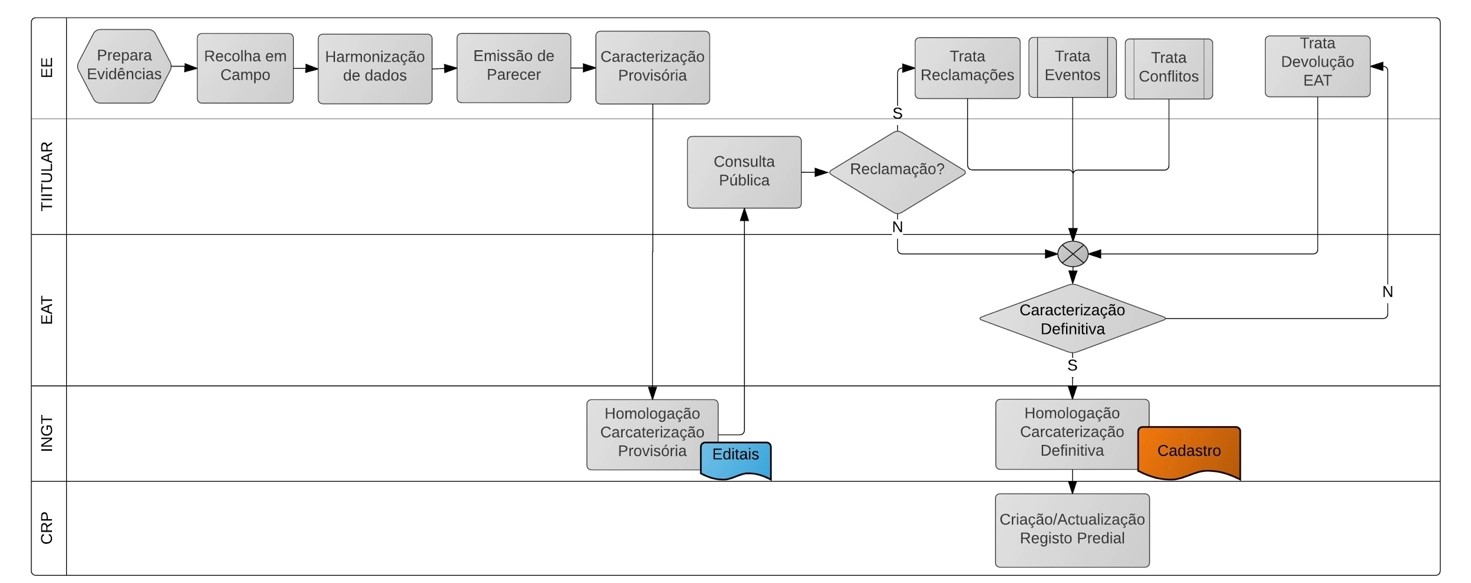 EE
Prepara
Evidências
Recolha em
Campo
Harmonização
de dados
Emissão de
Parecer
Caracterização
Provisória
Trata
Reclamações
Trata
Eventos
Trata
Conflitos
Trata
Devolução
EAT
S
TIITULAR
Consulta
Pública
Reclamação?
N
EAT
Caracterização
Definitiva
N
S
INGT
Homologação
Carcaterização
Provisória
Editais
Homologação
Carcaterização
Definitiva
Cadastro
CRP
Criação/Actualização
Registo Predial